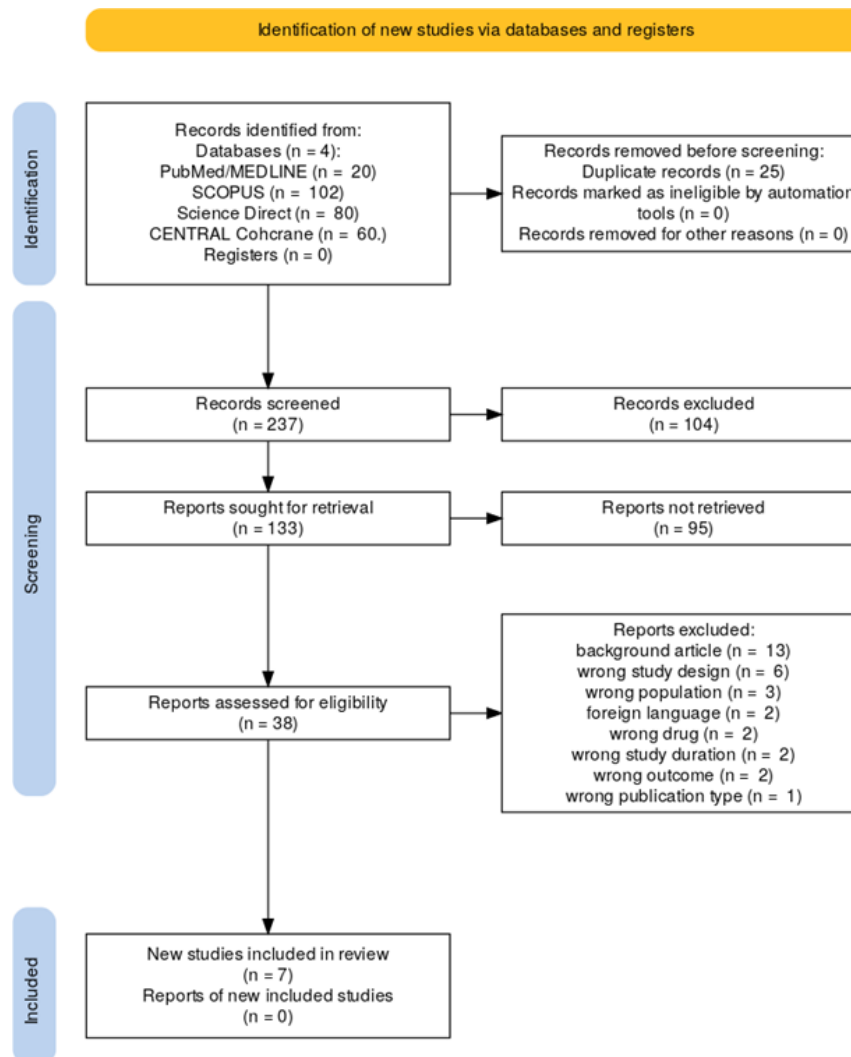 Identification of new studies via databases and registers
Identification
Records identified from:
Databases (n = 4):
PubMed/MEDLINE (n = 20)
SCOPUS (n = 102)
Science Direct (n = 80)
CENTRAL Cohcrane (n = 60.)
Registers (n = 0)
Records removed before screening:
Duplicate records (n = 25)
Records marked as ineligible by automation
tools (n = 0)
Records removed for other reasons (n = 0)
Screening
Records screened
(n = 237)
Records excluded
(n = 104)
Reports sought for retrieval
(n = 133)
Reports not retrieved
(n = 95)
Reports assessed for eligibility
(n = 38)
Reports excluded:
background article (n = 13)
wrong study design (n = 6)
wrong population (n = 3)
foreign language (n = 2)
wrong drug (n = 2)
wrong study duration (n = 2)
wrong outcome (n = 2)
wrong publication type (n = 1)
Included
New studies included in review
(n = 7)
Reports of new included studies
(n = 0)